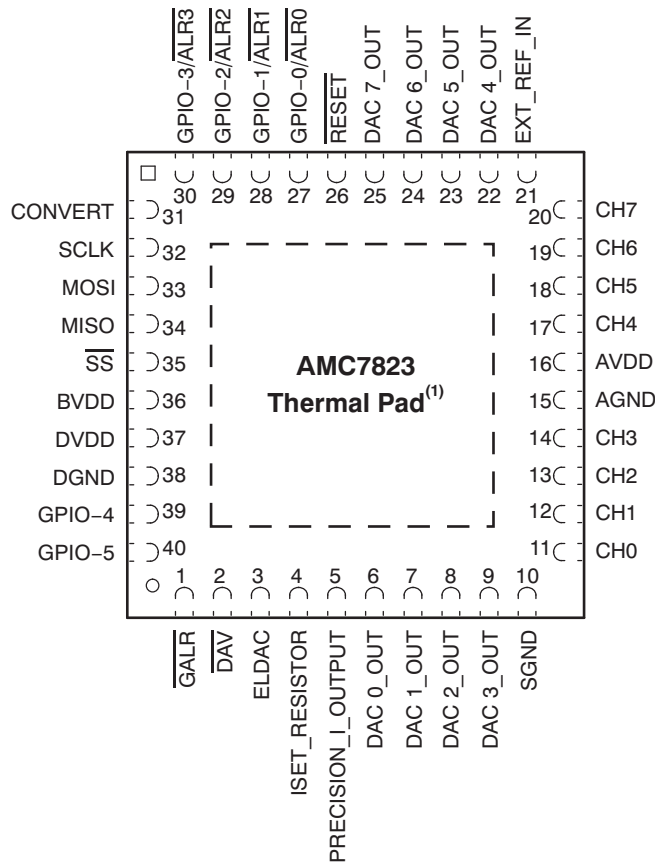 GPIO−3/ALR3
GPIO−2/ALR2
GPIO−1/ALR1
GPIO−0/ALR0
RESET
DAC 7_OUT
DAC 6_OUT
DAC 5_OUT
DAC 4_OUT
EXT_REF_IN
30 29 28 27 26 25 24 23 22 21
CONVERT 31 20 CH7
SCLK 32 19 CH6
MOSI 33 18 CH5
MISO 34 17 CH4
SS 35 16 AVDD
BVDD 36 15 AGND
DVDD 37 14 CH3
DGND 38 13 CH2
GPIO−4 39 12 CH1
GPIO−5 40 11 CH0
AMC7823
Thermal Pad(1)
1 2 3 4 5 6 7 8 9 10
GALR
DAV
ELDAC
ISET_RESISTOR
PRECISION_I_OUTPUT
DAC 0_OUT
DAC 1_OUT
DAC 2_OUT
DAC 3_OUT
SGND